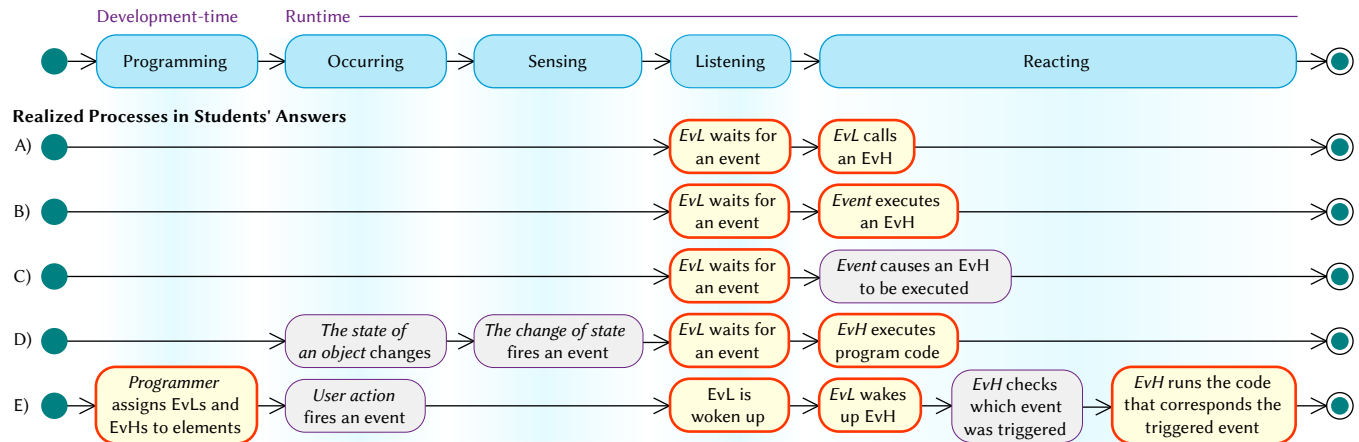 Development-time
Runtime
Programming
Occurring
Sensing
Listening
Reacting
Realized Processes in Students' Answers
A)
EvL waits for
an event
EvL calls
an EvH
B)
EvL waits for
an event
Event executes
an EvH
C)
EvL waits for
an event
Event causes an EvH
to be executed
D)
The state of
an object changes
The change of state
fires an event
EvL waits for
an event
EvH executes
program code
E)
Programmer
assigns EvLs and
EvHs to elements
User action
fires an event
EvL is
woken up
EvL wakes
up EvH
EvH checks
which event
was triggered
EvH runs the code
that corresponds the
triggered event